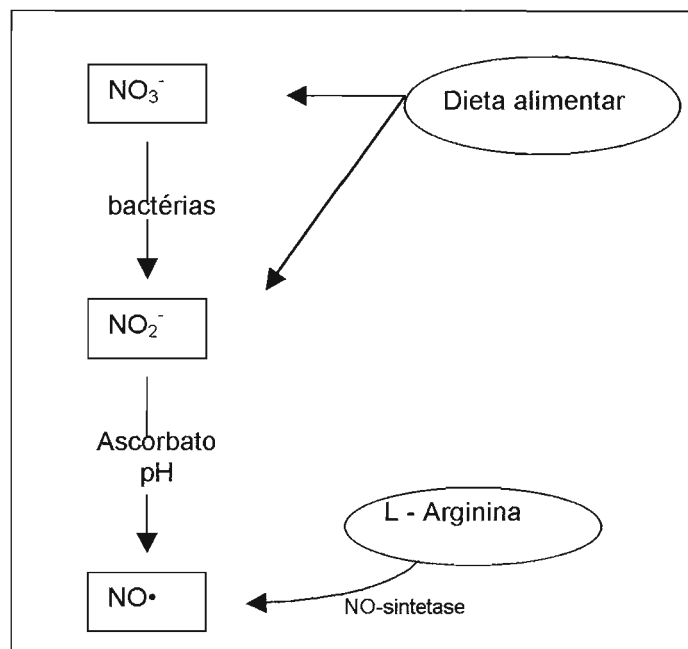 NO₃⁻
Dieta alimentar
bactérias
NO₂⁻
Ascorbato
pH
L - Arginina
NO•
NO-sintetase